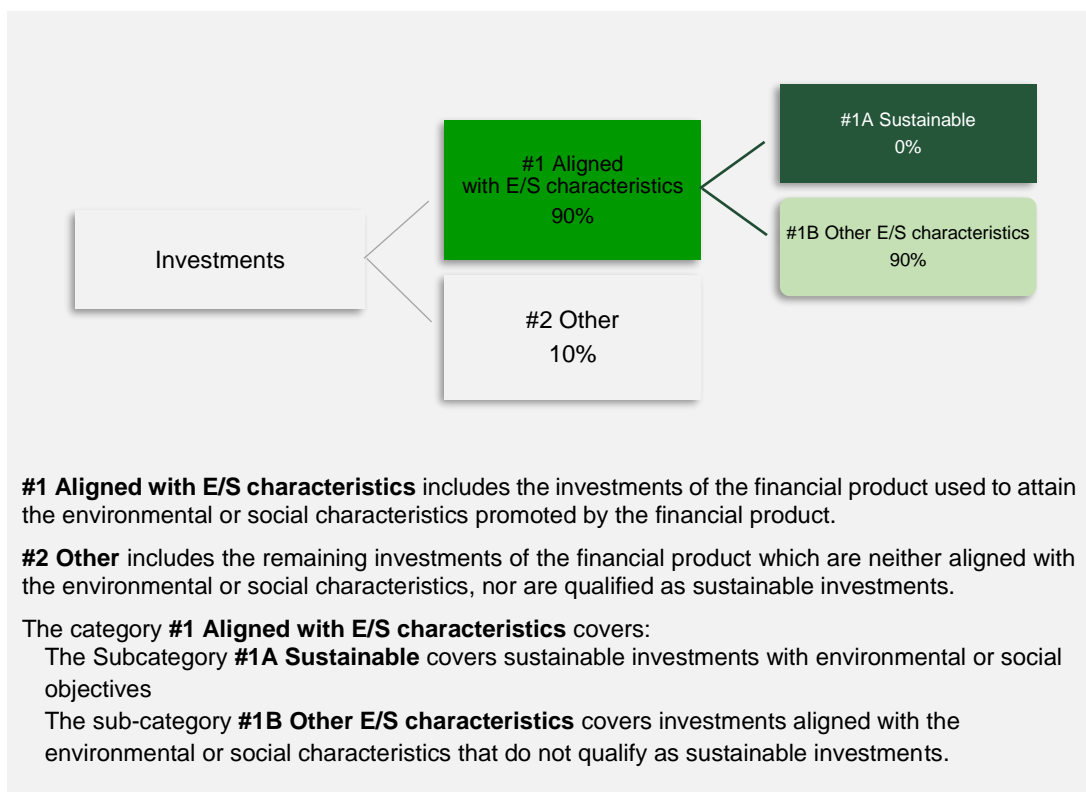 #1A Sustainable
0%
#1 Aligned
with E/S characteristics
90%
#1B Other E/S characteristics
90%
Investments
#2 Other
10%
#1 Aligned with E/S characteristics includes the investments of the financial product used to attain
the environmental or social characteristics promoted by the financial product.
#2 Other includes the remaining investments of the financial product which are neither aligned with
the environmental or social characteristics, nor are qualified as sustainable investments.
The category #1 Aligned with E/S characteristics covers:
The Subcategory #1A Sustainable covers sustainable investments with environmental or social
objectives
The sub-category #1B Other E/S characteristics covers investments aligned with the
environmental or social characteristics that do not qualify as sustainable investments.